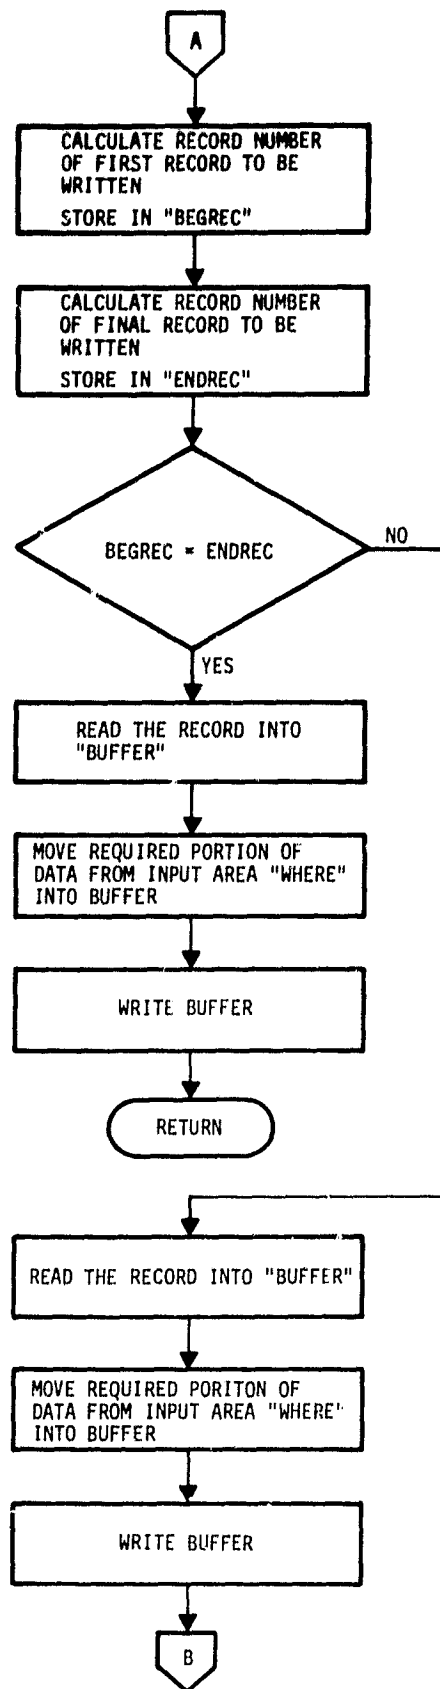 A
CALCULATE RECORD NUMBER
OF FIRST RECORD TO BE
WRITTEN
STORE IN "BEGREC"
CALCULATE RECORD NUMBER
OF FINAL RECORD TO BE
WRITTEN
STORE IN "ENDREC"
BEGREC = ENDREC
NO
YES
READ THE RECORD INTO
"BUFFER"
MOVE REQUIRED PORTION OF
DATA FROM INPUT AREA "WHERE"
INTO BUFFER
WRITE BUFFER
RETURN
READ THE RECORD INTO "BUFFER"
MOVE REQUIRED PORITON OF
DATA FROM INPUT AREA "WHERE"
INTO BUFFER
WRITE BUFFER
B